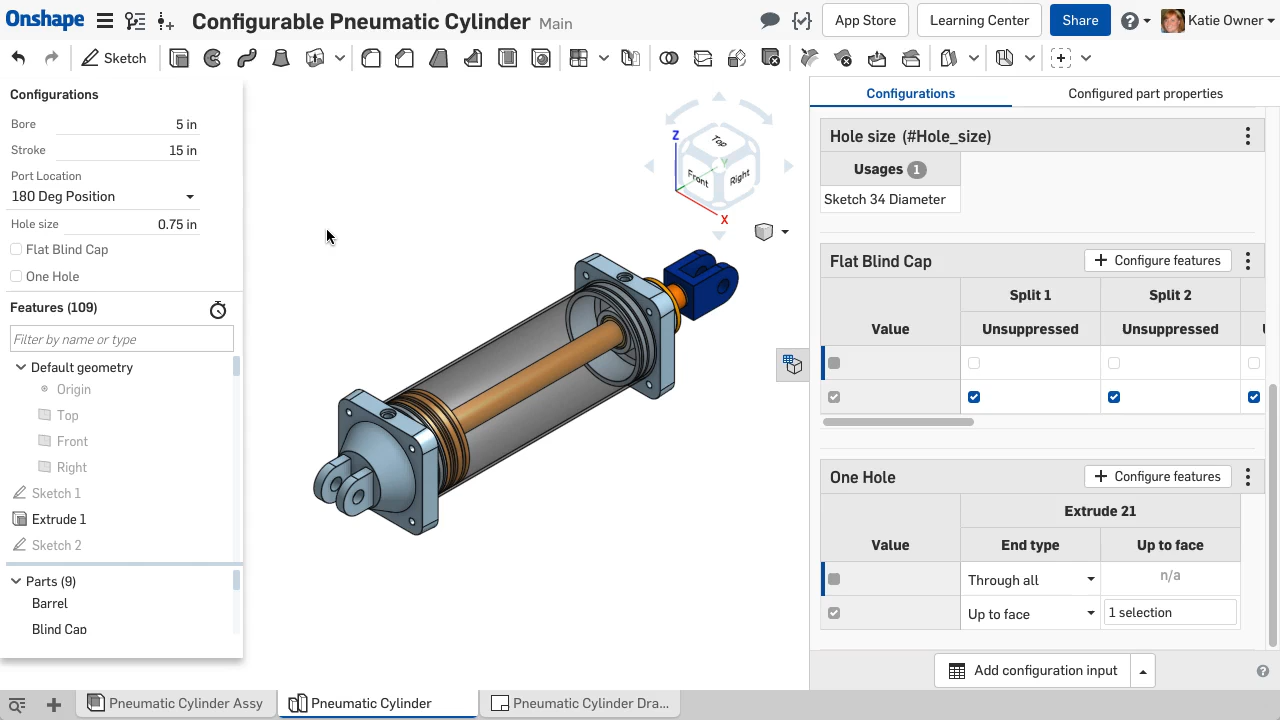 Onshape
Configurable Pneumatic Cylinder Main
App Store
Learning Center
Share
Katie Owner
Sketch
Configurations
Bore 5 in
Stroke 15 in
Port Location
180 Deg Position
Hole size 0.75 in
Flat Blind Cap
One Hole
Features (109)
Filter by name or type
Default geometry
Origin
Top
Front
Right
Sketch 1
Extrude 1
Sketch 2
Parts (9)
Barrel
Blind Cap
Z
Top
Y
Front
Right
X
Configurations
Configured part properties
Hole size (#Hole_size)
Usages 1
Sketch 34 Diameter
Flat Blind Cap
Configure features
Split 1 Split 2
Value Unsuppressed Unsuppressed
One Hole
Configure features
Extrude 21
Value End type Up to face
Through all n/a
Up to face 1 selection
Add configuration input
Pneumatic Cylinder Assy
Pneumatic Cylinder
Pneumatic Cylinder Dra...